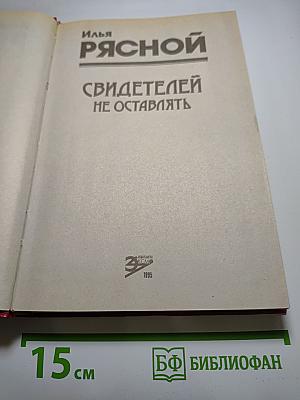 Илья
РЯСНОЙ
СВИДЕТЕЛЕЙ
НЕ ОСТАВЛЯТЬ
1995
15 см
БФ БИБЛИОФАН